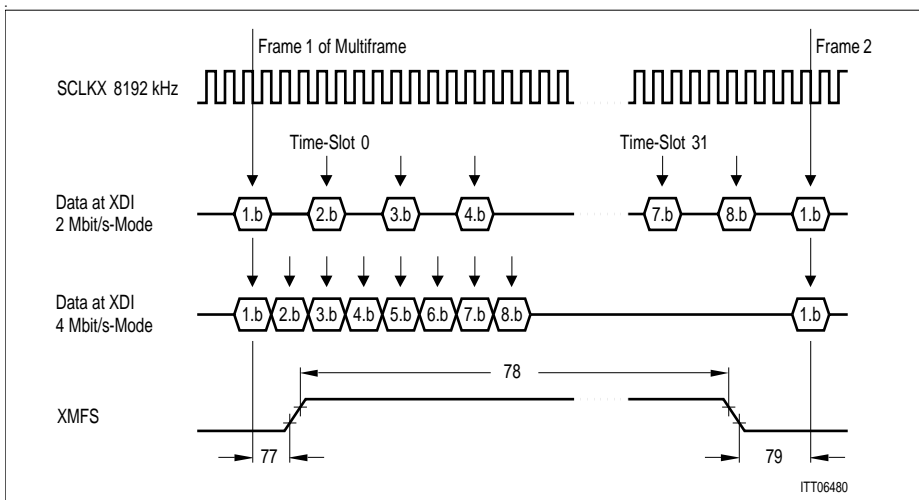 Frame 1 of Multiframe
Frame 2
SCLKX 8192 kHz
Time-Slot 0
Time-Slot 31
Data at XDI
2 Mbit/s-Mode
1.b 2.b 3.b 4.b 7.b 8.b 1.b
Data at XDI
4 Mbit/s-Mode
1.b 2.b 3.b 4.b 5.b 6.b 7.b 8.b 1.b
78
XMFS
77
79
ITT06480